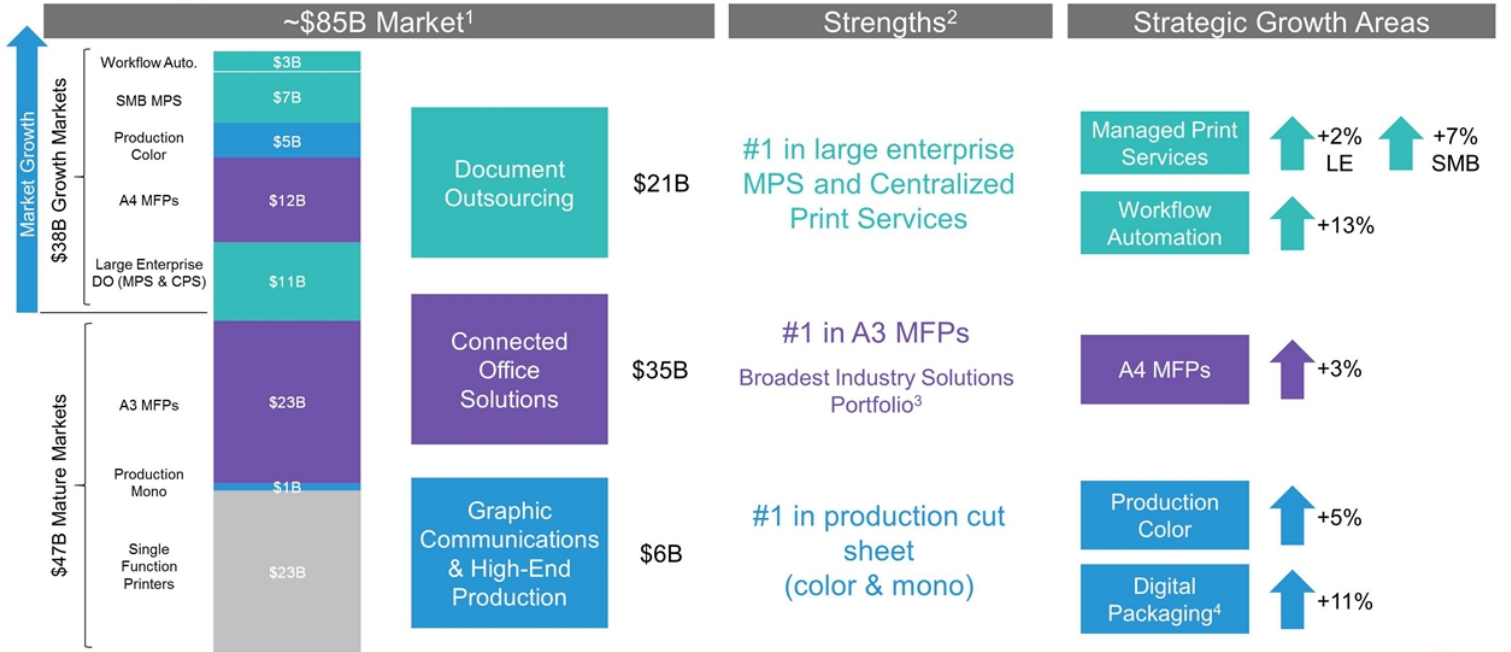 ~$85B Market¹
Strengths²
Strategic Growth Areas
Market Growth
$38B Growth Markets
Workflow Auto.
$3B
SMB MPS
$7B
Production
Color
$5B
A4 MFPs
$12B
Large Enterprise
DO (MPS & CPS)
$11B
$47B Mature Markets
A3 MFPs
$23B
Production
Mono
$1B
Single
Function
Printers
$23B
Document
Outsourcing
$21B
#1 in large enterprise
MPS and Centralized
Print Services
Managed Print
Services
+2%
LE
+7%
SMB
Workflow
Automation
+13%
Connected
Office
Solutions
$35B
#1 in A3 MFPs
Broadest Industry Solutions
Portfolio³
A4 MFPs
+3%
Graphic
Communications
& High-End
Production
$6B
#1 in production cut
sheet
(color & mono)
Production
Color
+5%
Digital
Packaging⁴
+11%